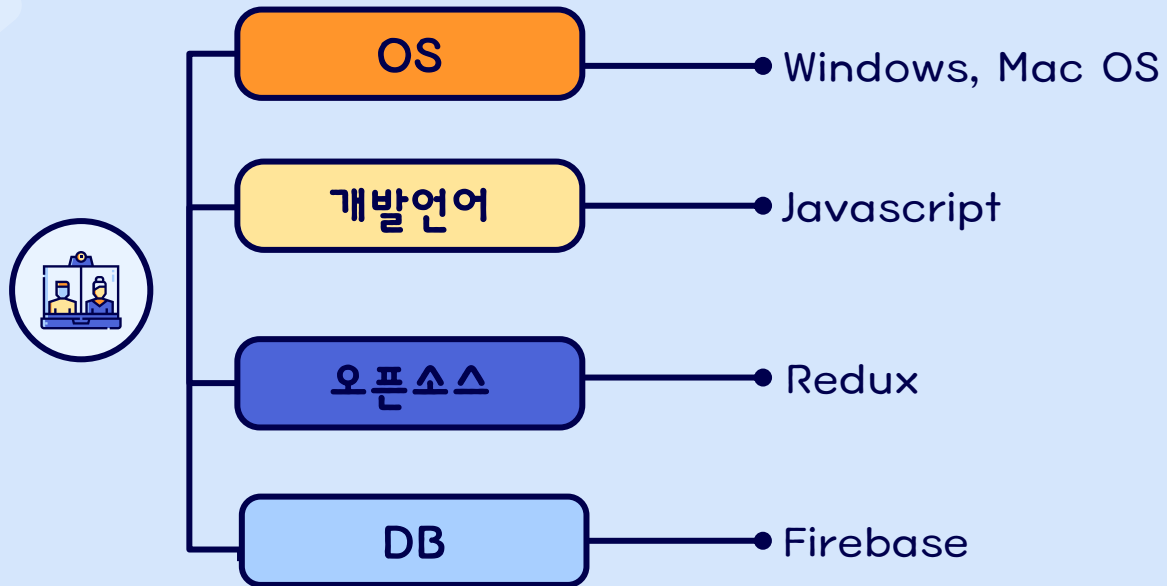 OS
Windows, Mac OS
개발언어
Javascript
오픈소스
Redux
DB
Firebase